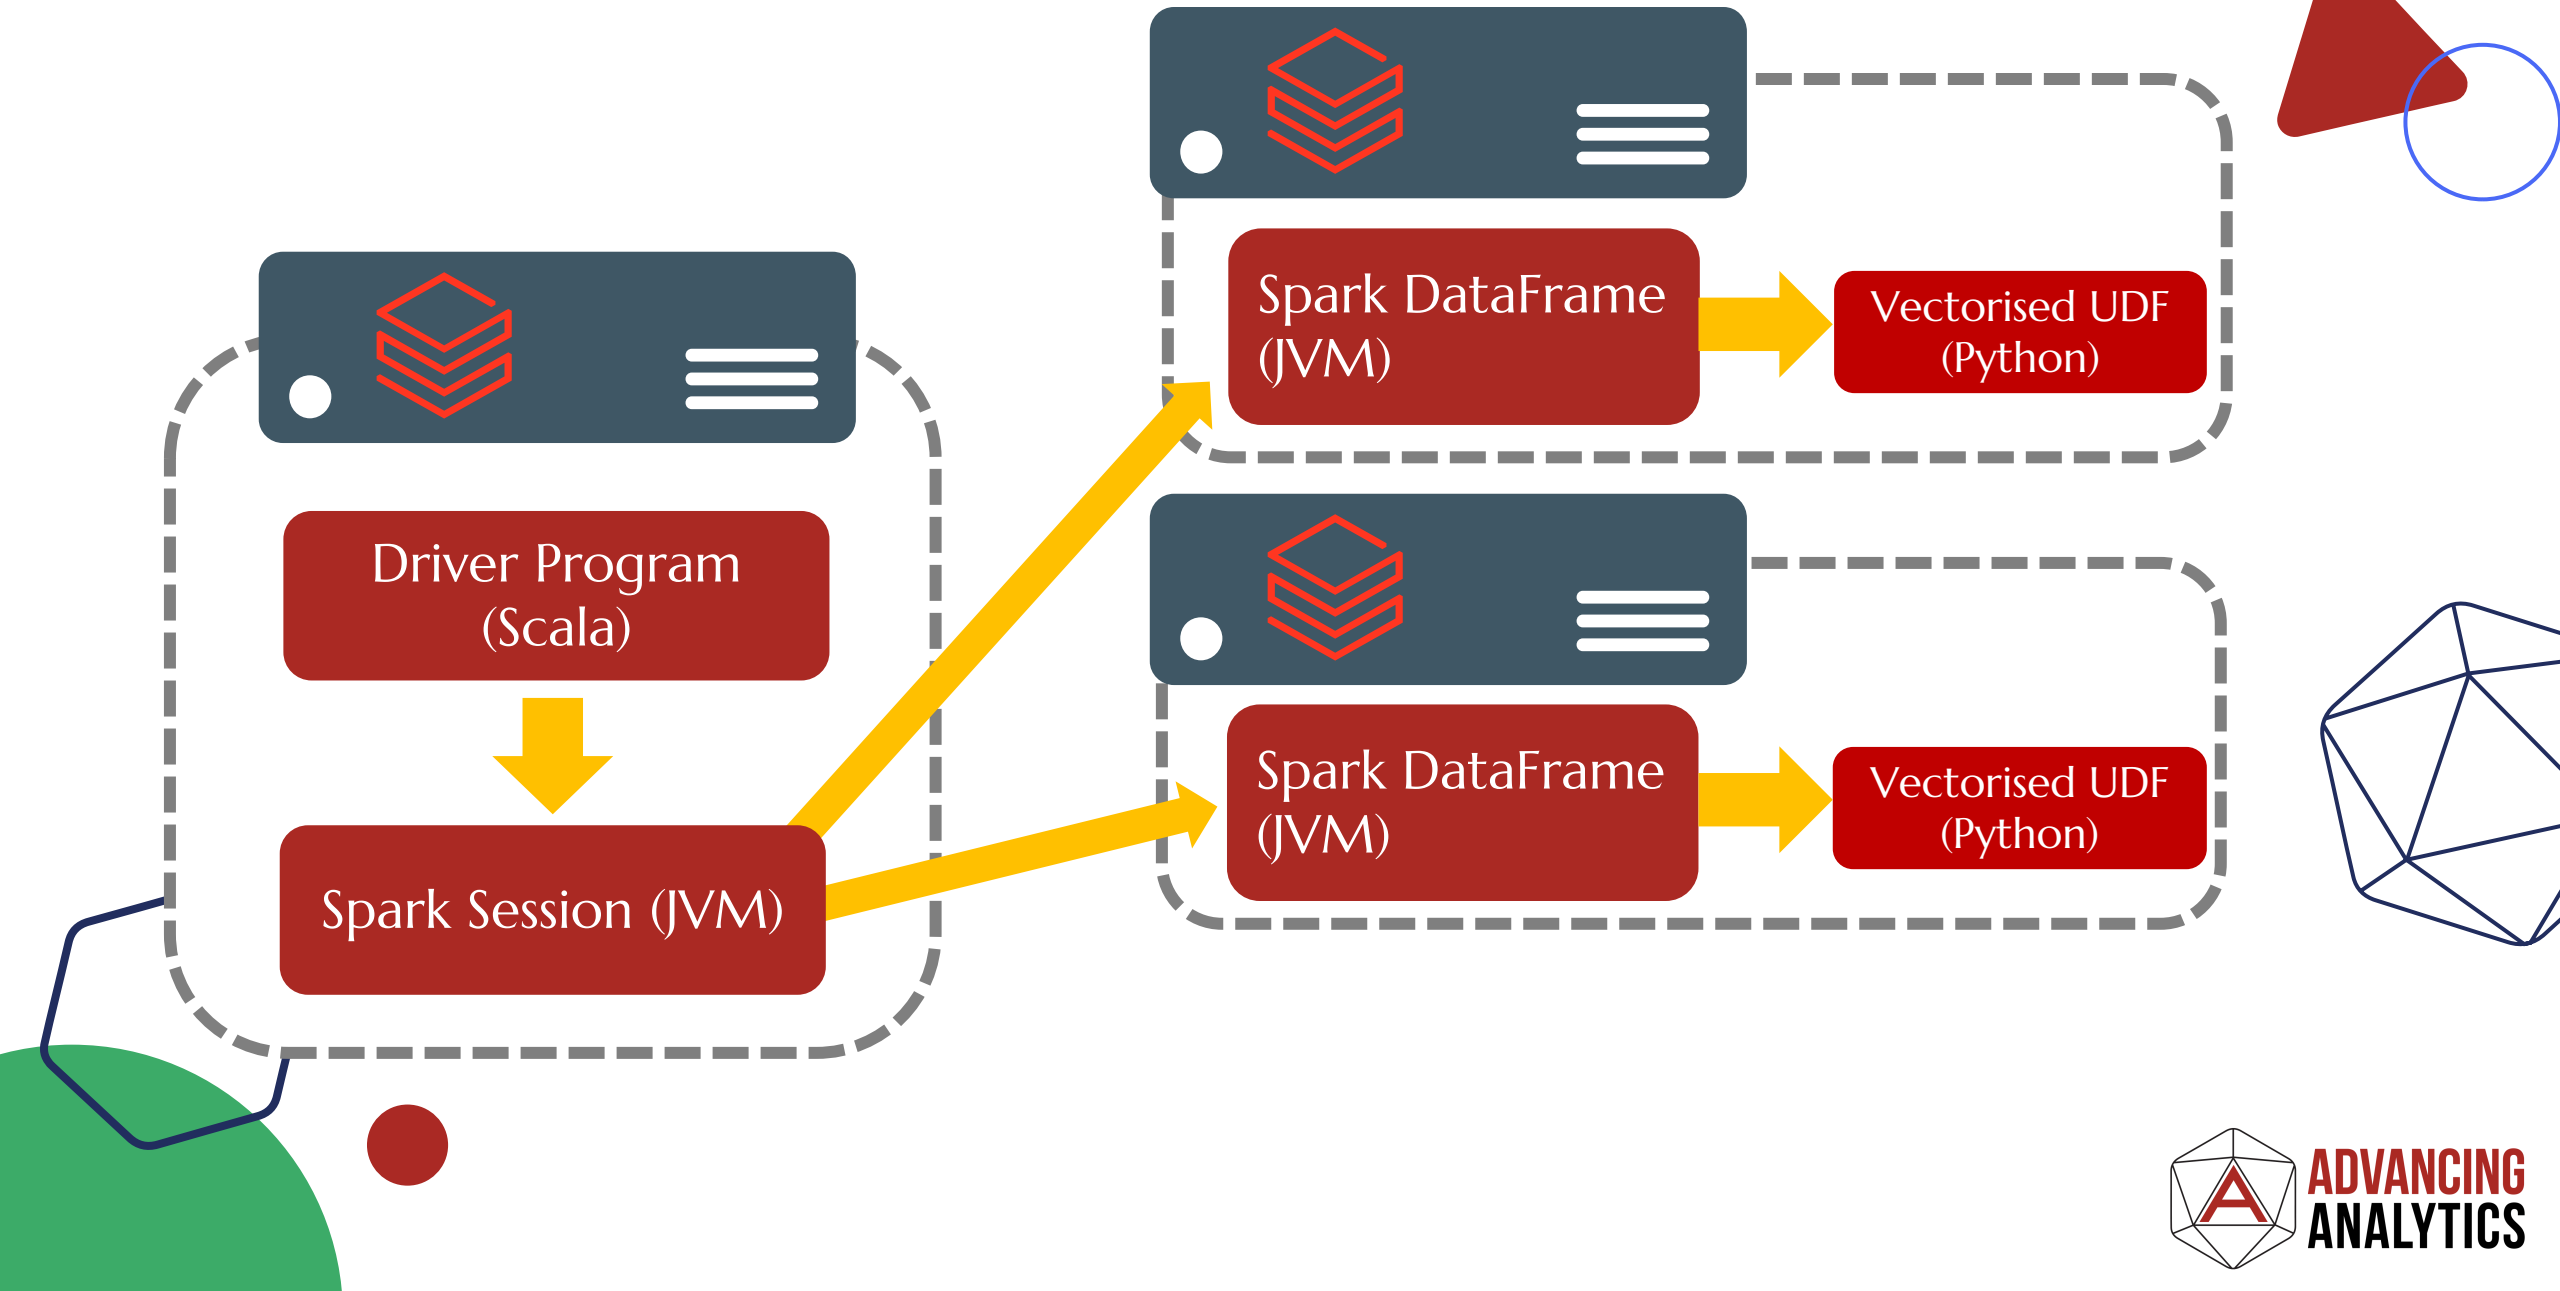 Driver Program
(Scala)
Spark Session (JVM)
Spark DataFrame
(JVM)
Vectorised UDF
(Python)
Spark DataFrame
(JVM)
Vectorised UDF
(Python)
A
ADVANCING
ANALYTICS